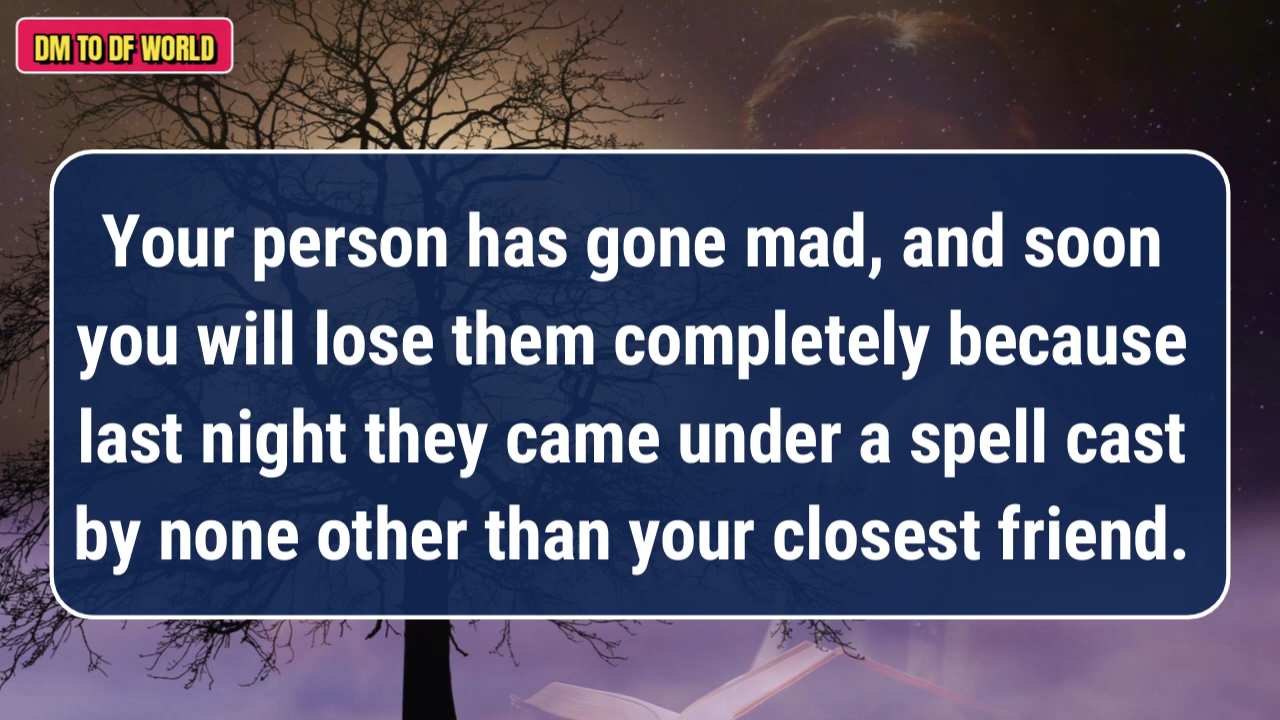 DM TO DF WORLD
Your person has gone mad, and soon
you will lose them completely because
last night they came under a spell cast
by none other than your closest friend.